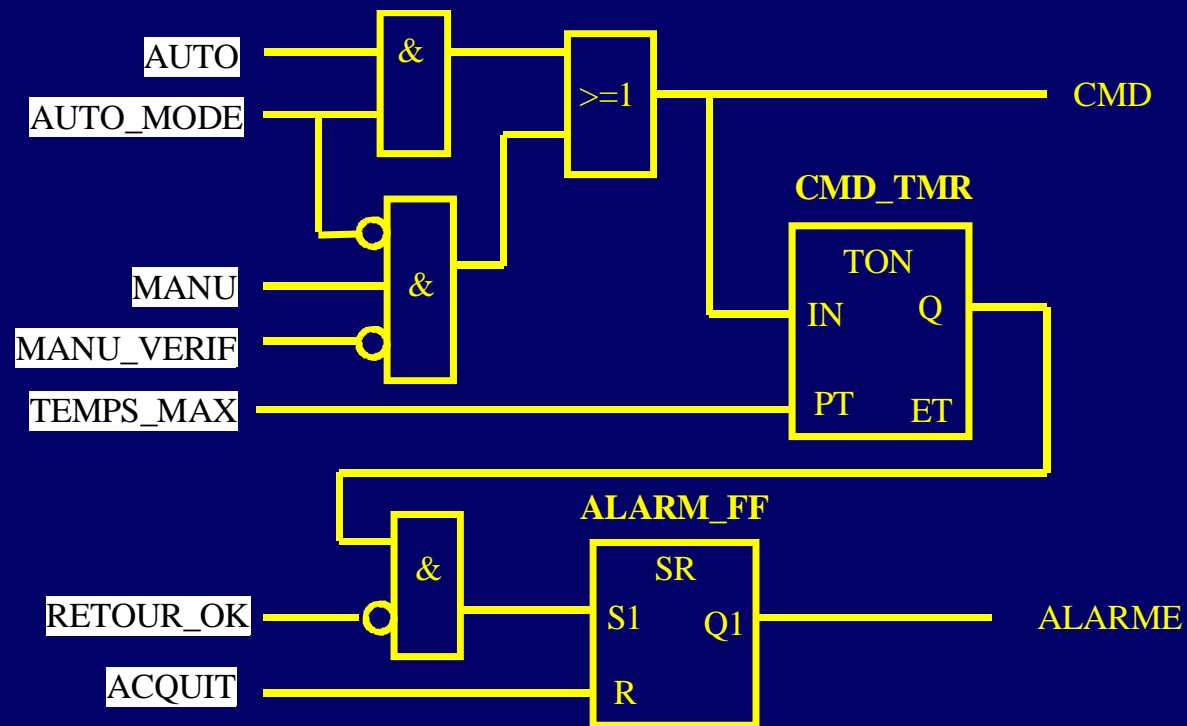 AUTO
&
>=1
AUTO_MODE
CMD
CMD_TMR
TON
MANU
&
IN
Q
MANU_VERIF
TEMPS_MAX
PT
ET
ALARM_FF
&
SR
RETOUR_OK
S1
Q1
ALARME
ACQUIT
R